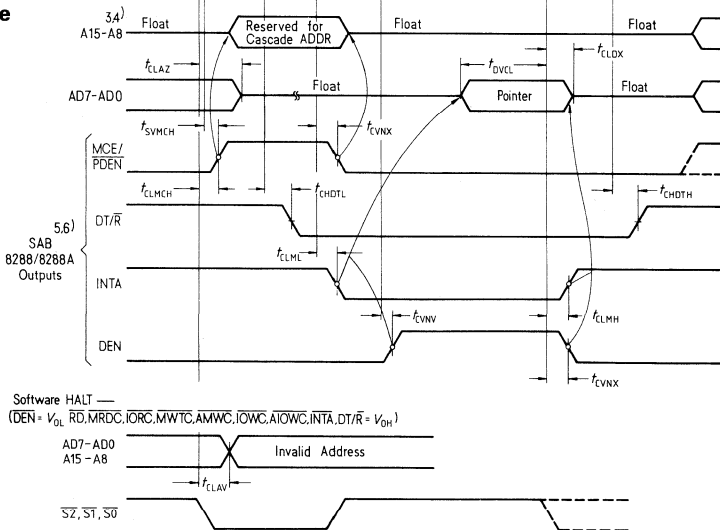 e
3,4)
A15-A8
Float
Reserved for
Cascade ADDR
Float
tCLAZ
tDVCL
tCLDX
AD7-AD0
Float
Pointer
Float
tSVMCH
tCVNX
MCE/
PDEN
tCLMCH
tCHDTL
tCHDTH
DT/R
5,6)
SAB
8288/8288A
Outputs
tCLML
INTA
tCLMH
tCVNV
DEN
tCVNX
Software HALT —
(DEN = VOL RD,MRDC,IORC,MWTC,AMWC,IOWC,AIOWC,INTA,DT/R = VOH)
AD7-AD0
A15-A8
Invalid Address
tCLAV
S2, S1, S0